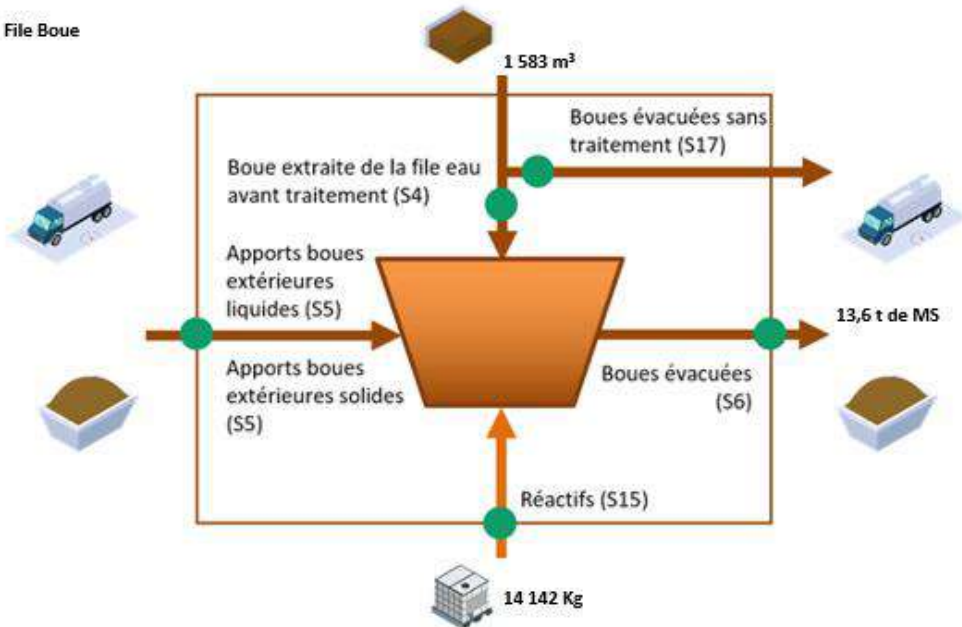 File Boue
1 583 m³
Boues évacuées sans
traitement (S17)
Boue extraite de la file eau
avant traitement (S4)
Apports boues
extérieures
liquides (S5)
13,6 t de MS
Apports boues
extérieures solides
(S5)
Boues évacuées
(S6)
Réactifs (S15)
14 142 Kg